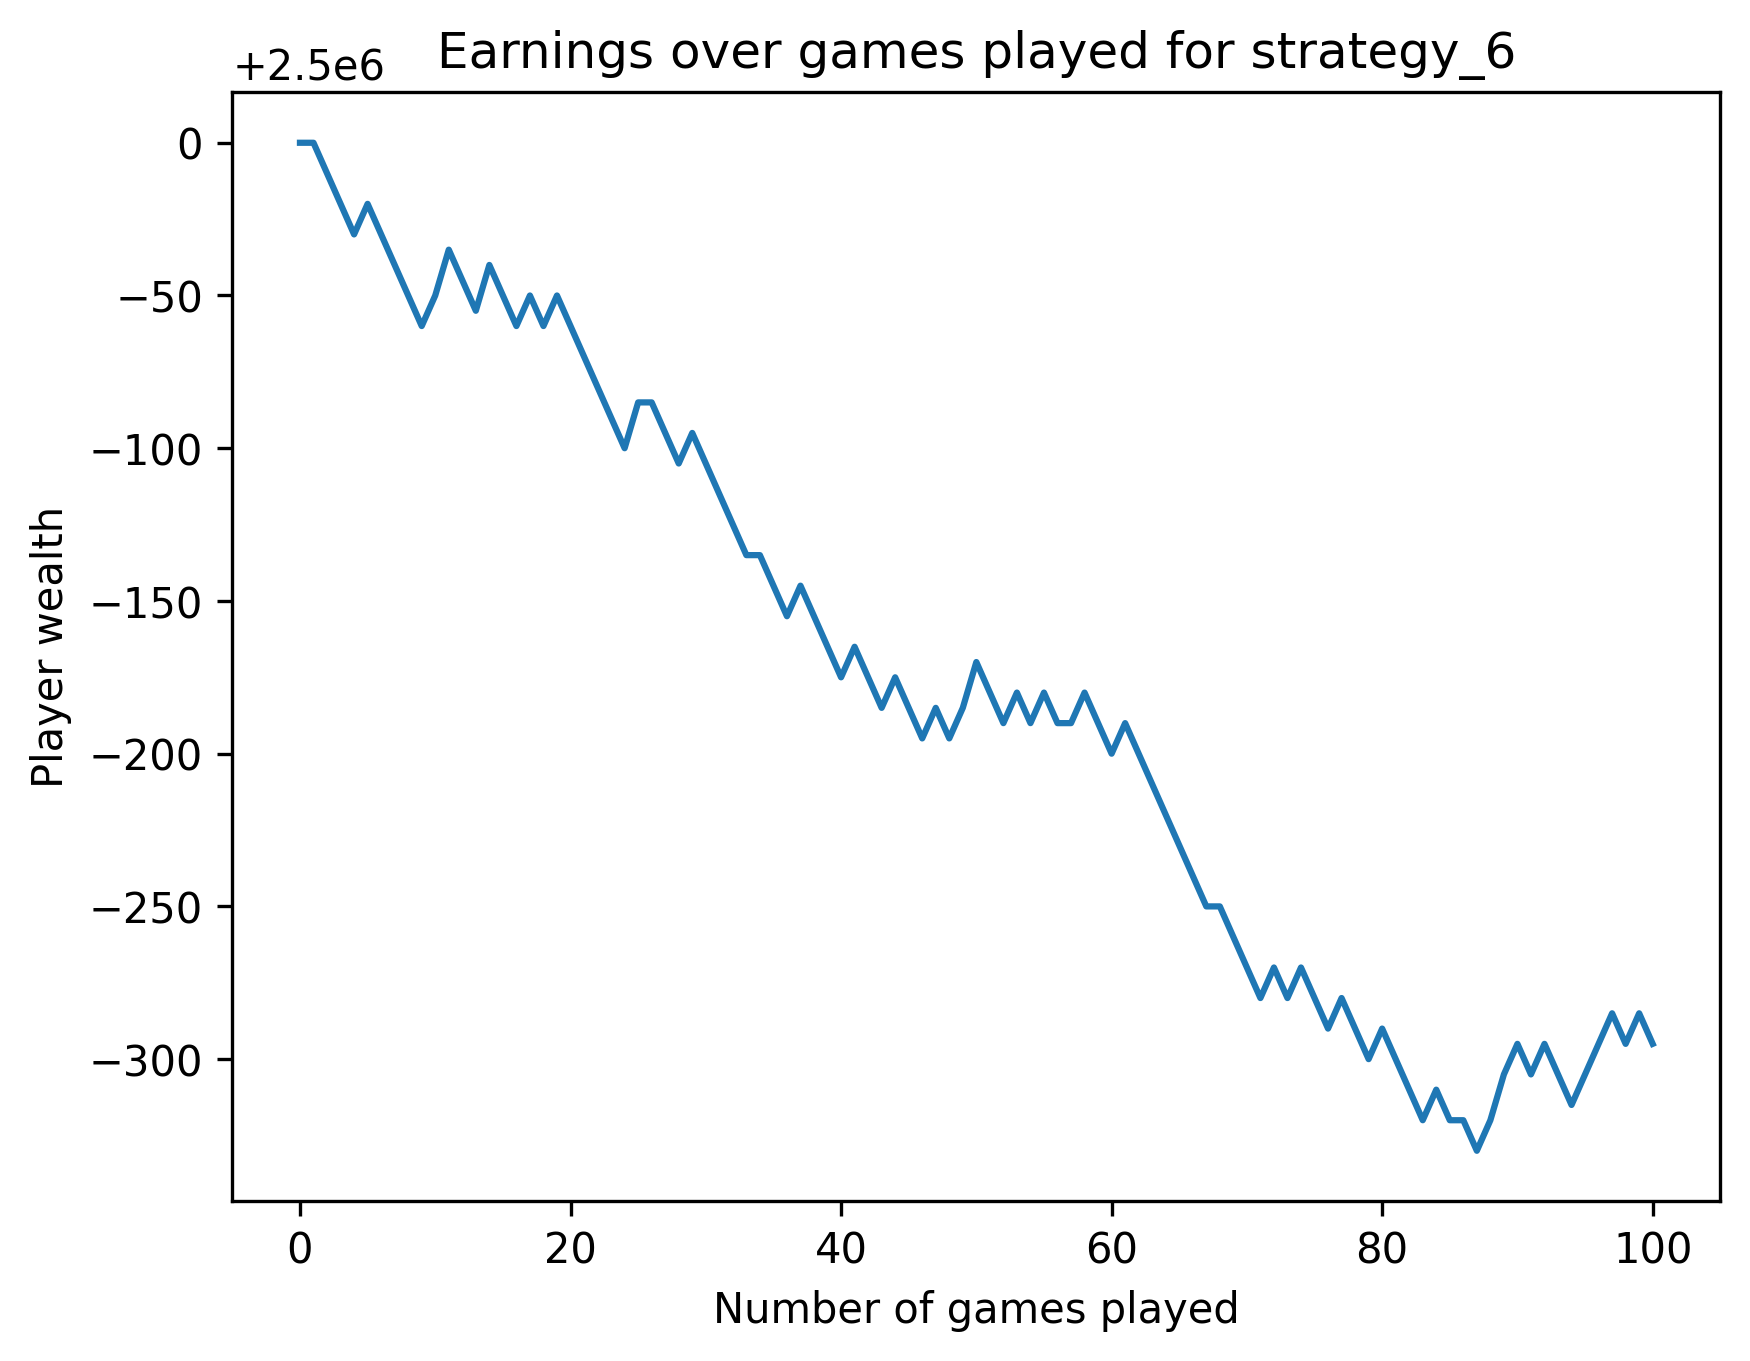 Earnings over games played for strategy_6
+2.5e6
0
−50
−100
−150
−200
−250
−300
Player wealth
0 20 40 60 80 100
Number of games played